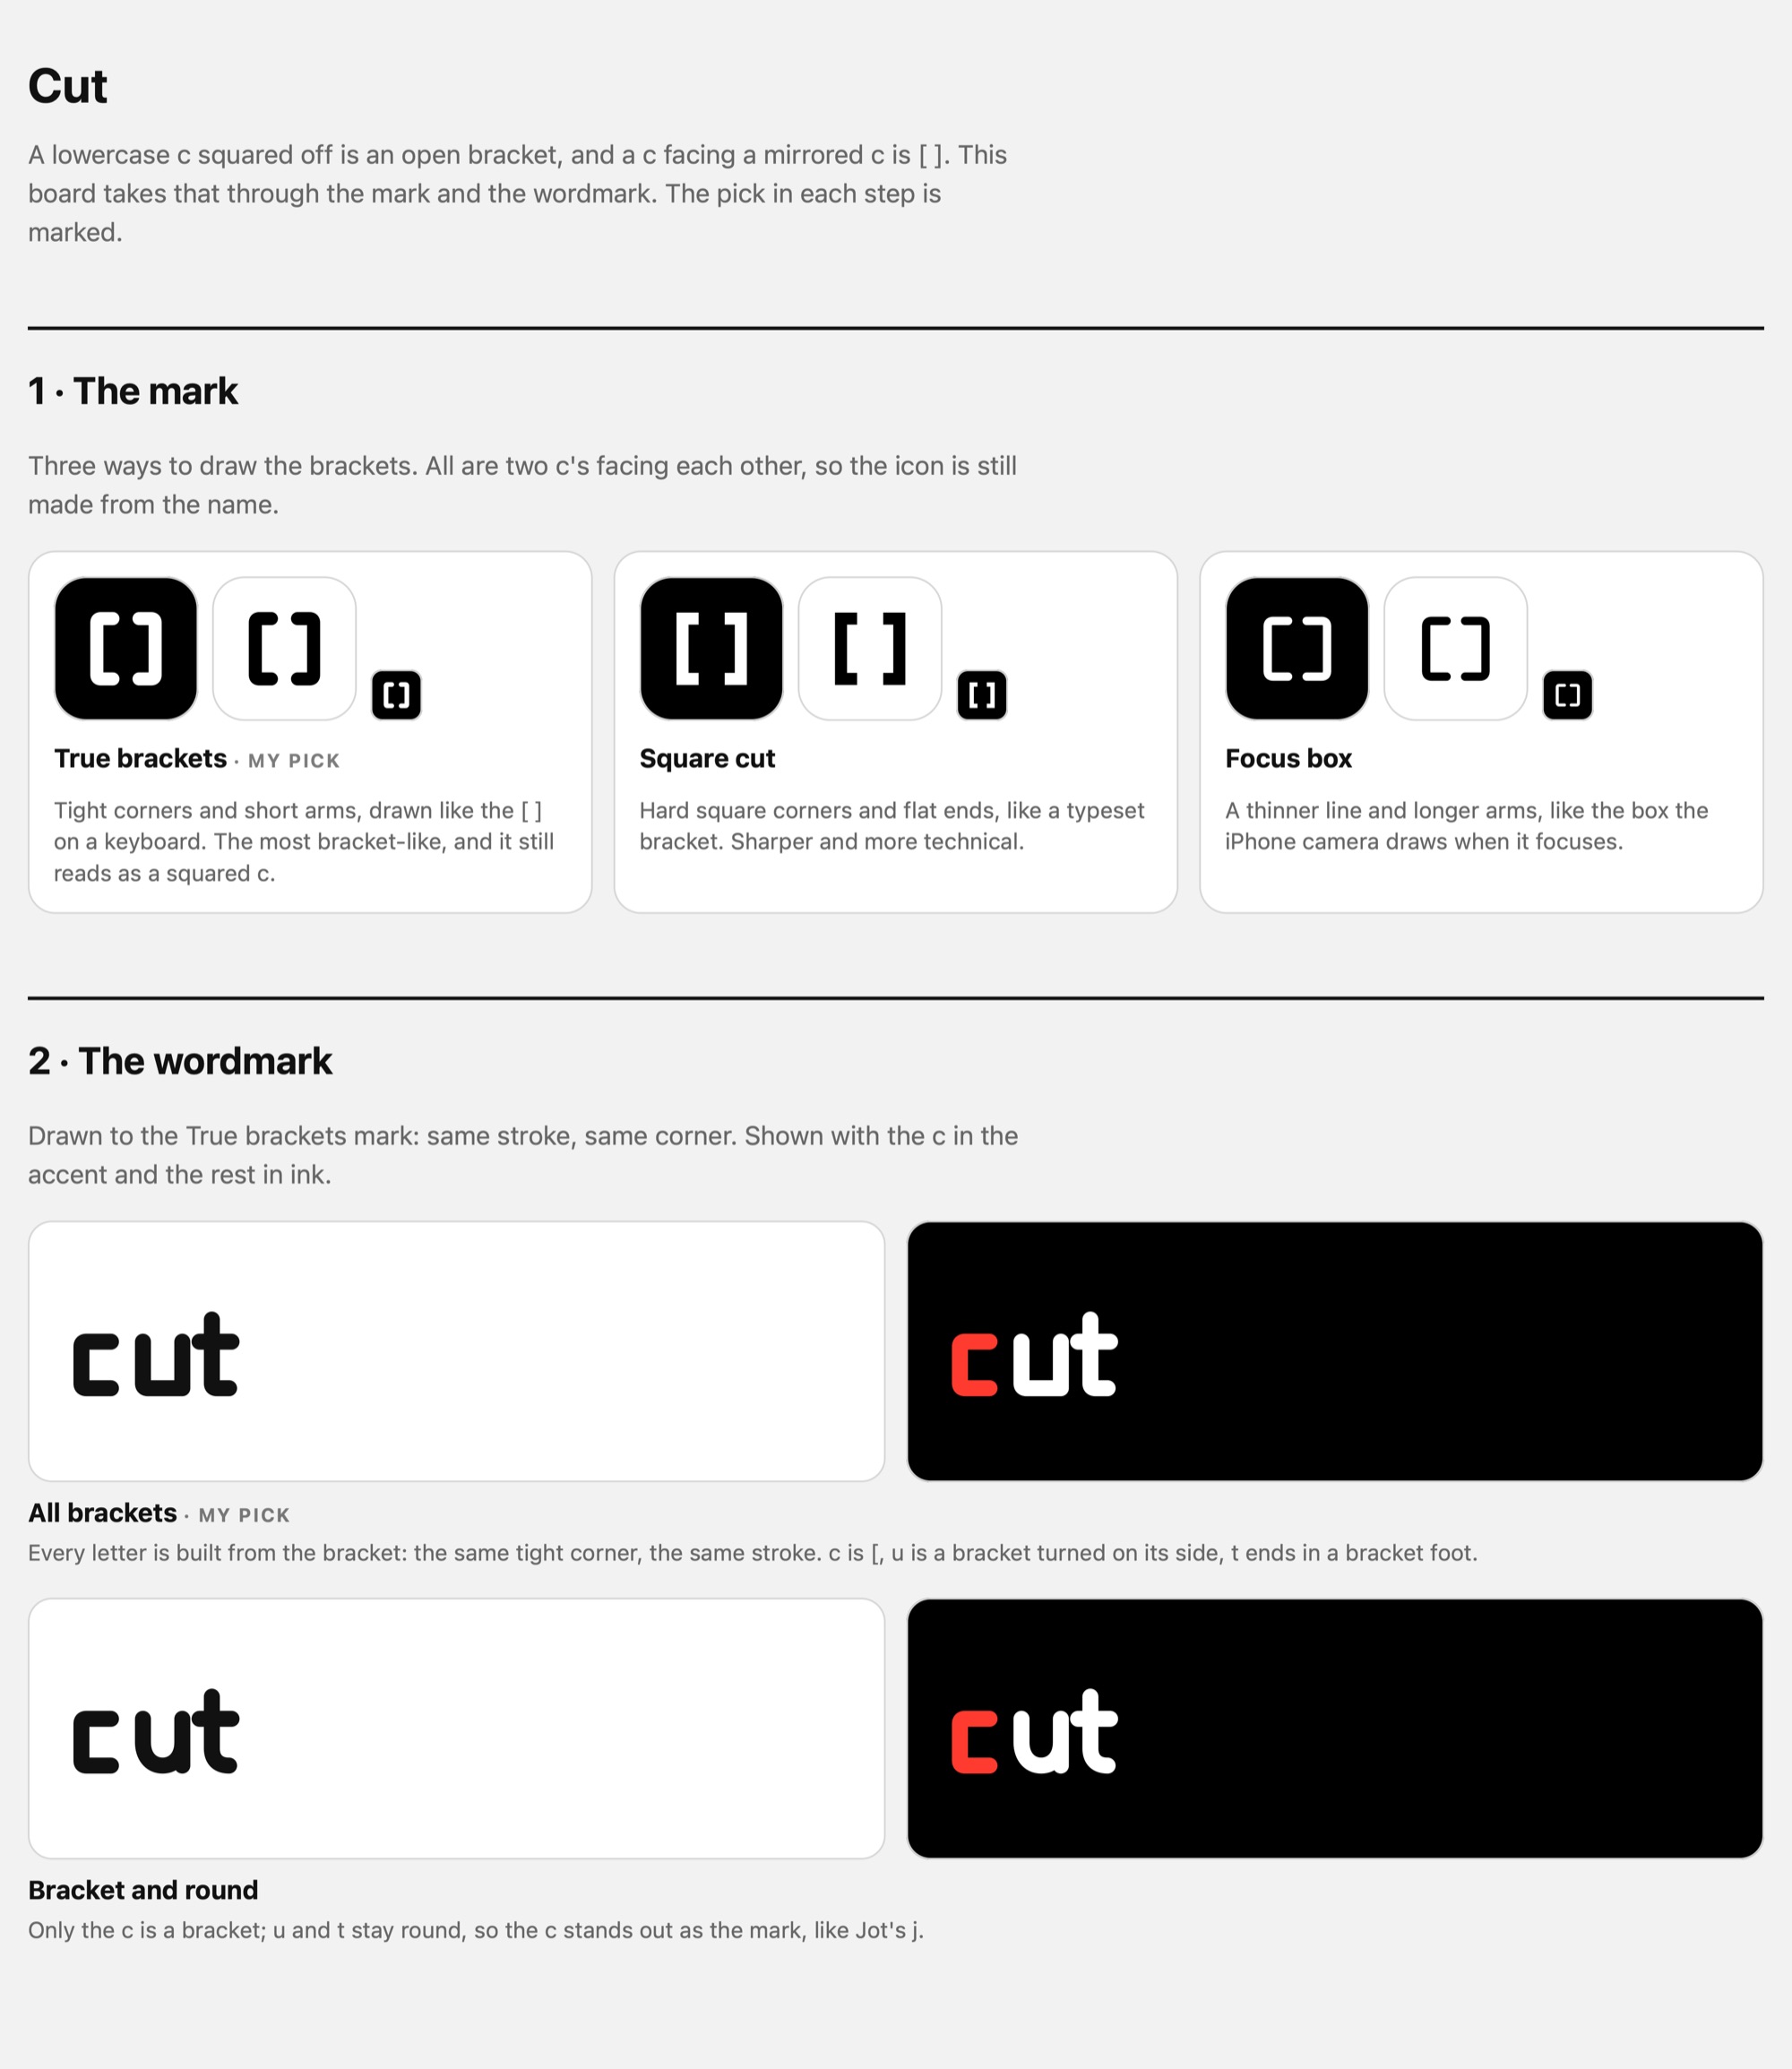 Cut
A lowercase c squared off is an open bracket, and a c facing a mirrored c is [ ]. This
board takes that through the mark and the wordmark. The pick in each step is
marked.
1 · The mark
Three ways to draw the brackets. All are two c's facing each other, so the icon is still
made from the name.
[ ] [ ] [ ]
True brackets · MY PICK
Tight corners and short arms, drawn like the [ ]
on a keyboard. The most bracket-like, and it still
reads as a squared c.
[ ] [ ] [ ]
Square cut
Hard square corners and flat ends, like a typeset
bracket. Sharper and more technical.
[ ] [ ] [ ]
Focus box
A thinner line and longer arms, like the box the
iPhone camera draws when it focuses.
2 · The wordmark
Drawn to the True brackets mark: same stroke, same corner. Shown with the c in the
accent and the rest in ink.
cut
cut
All brackets · MY PICK
Every letter is built from the bracket: the same tight corner, the same stroke. c is [, u is a bracket turned on its side, t ends in a bracket foot.
cut
cut
Bracket and round
Only the c is a bracket; u and t stay round, so the c stands out as the mark, like Jot's j.